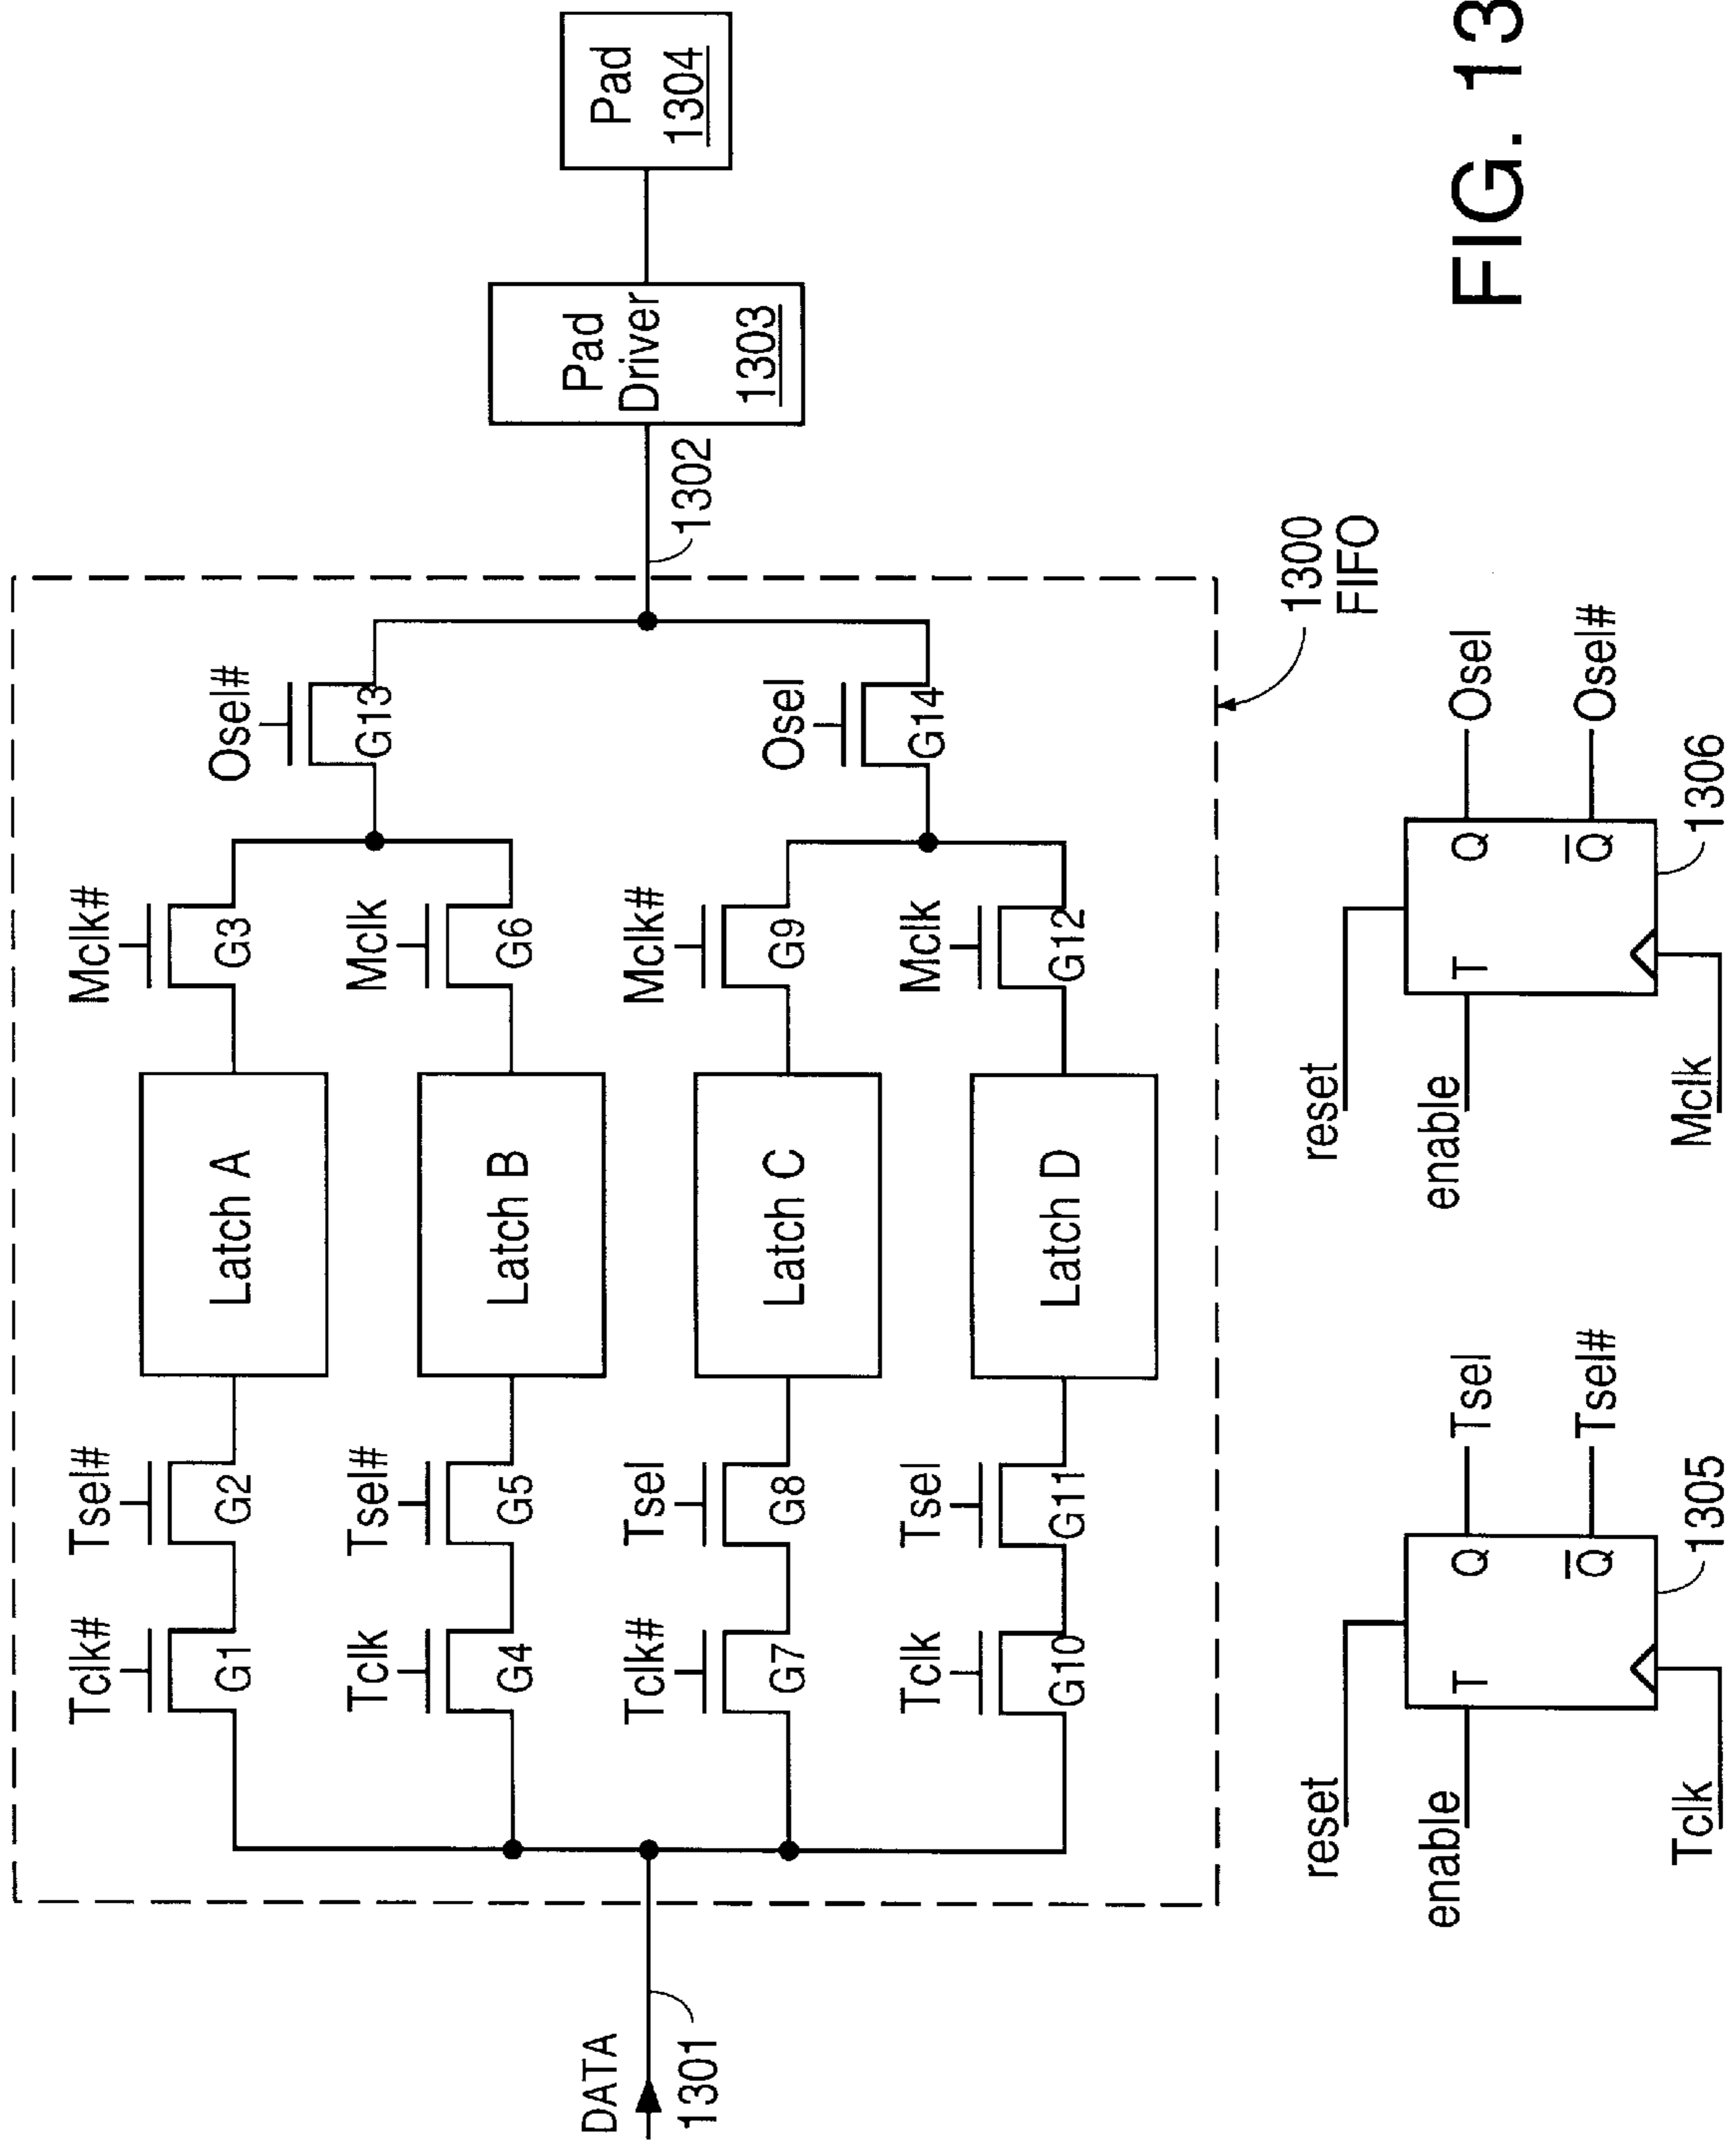 Tclk#
Tsel#
Mclk#
G1
G2
Latch A
G3
Osel#
G13
Tclk
Tsel#
Mclk
G4
G5
Latch B
G6
DATA
1301
1302
Pad
Driver
1303
Pad
1304
Tclk#
Tsel
Mclk#
G7
G8
Latch C
G9
Osel
G14
Tclk
Tsel
Mclk
G10
G11
Latch D
G12
1300
FIFO
reset
enable
T
Q
Q̅
Tsel
Tsel#
Tclk
1305
reset
enable
T
Q
Q̅
Osel
Osel#
Mclk
1306
FIG. 13